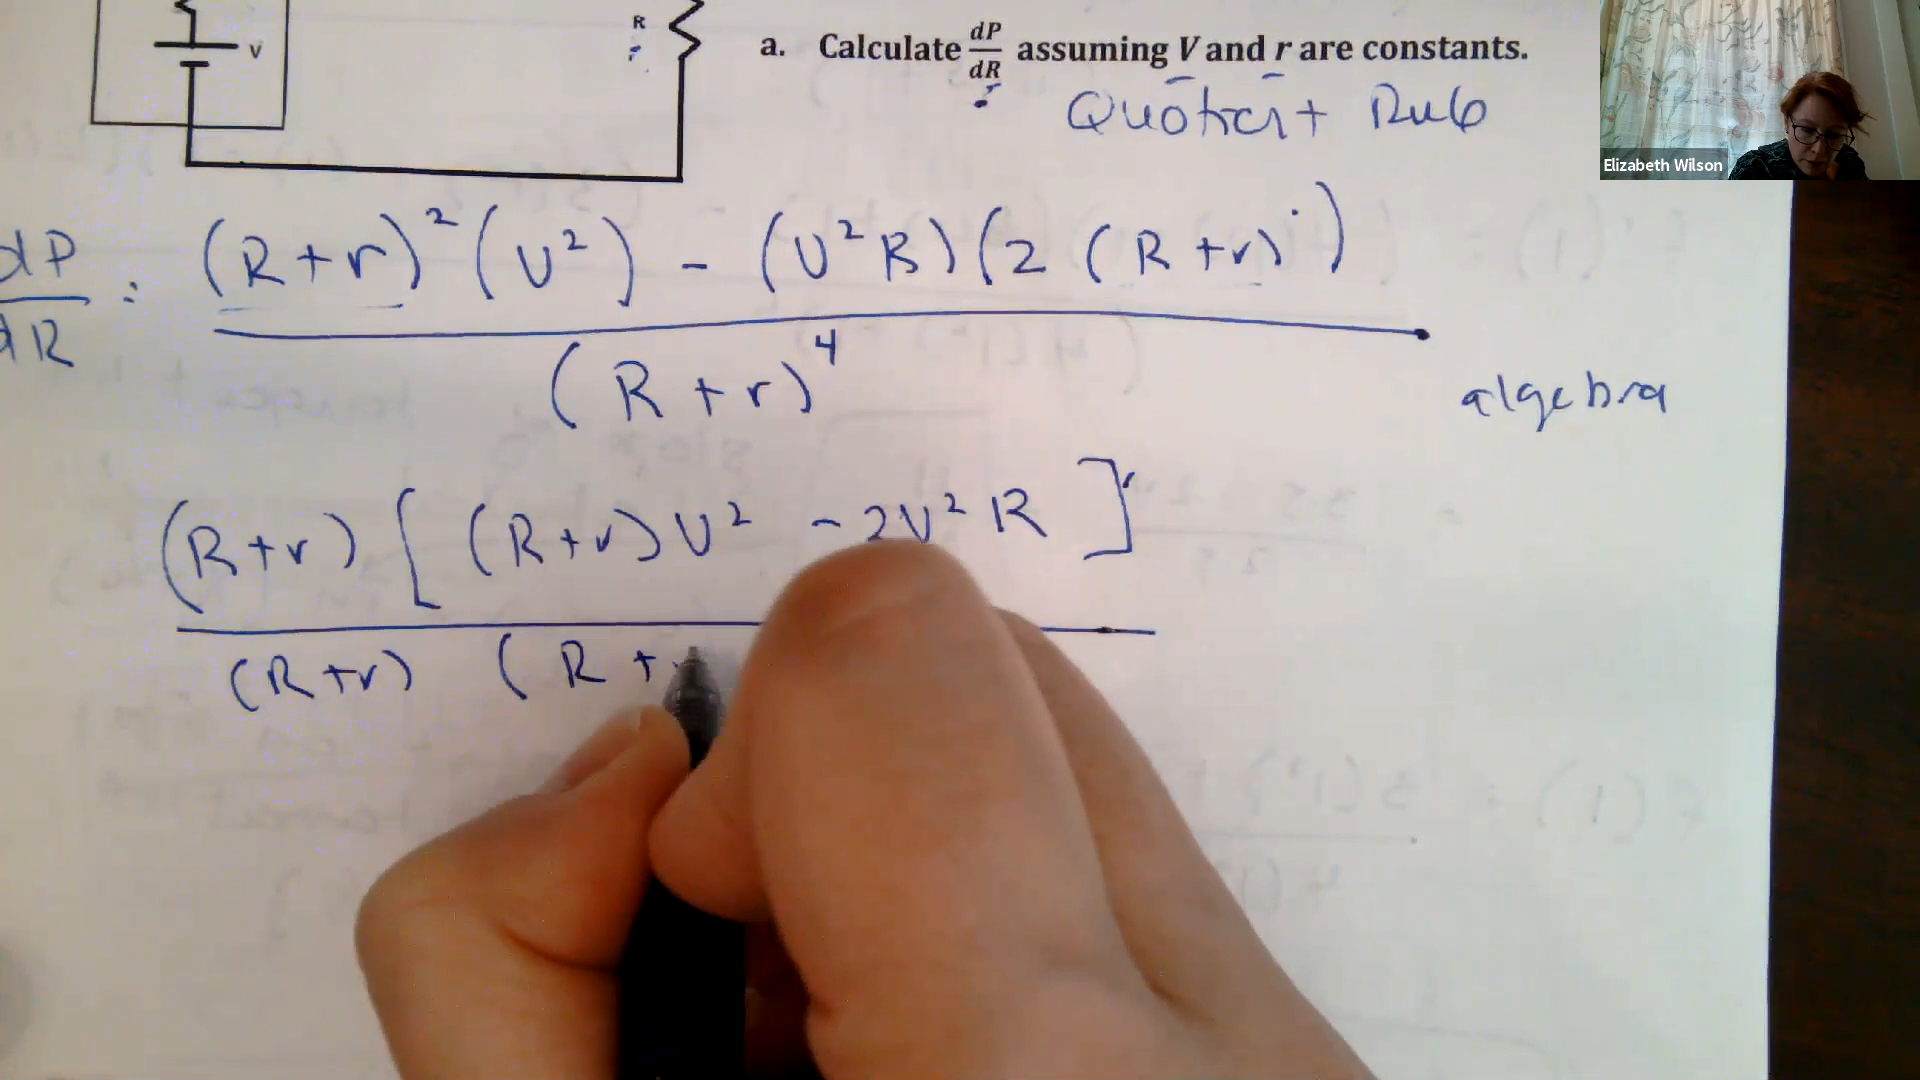 R
V
a. Calculate dP/dR assuming V and r are constants.
Quotient Rule
Elizabeth Wilson
dP/dR = (R+r)² (V²) - (V²R)(2(R+r))
(R+r)⁴
algebra
(R+r) [ (R+r)V² - 2V²R ]
(R+r) (R+